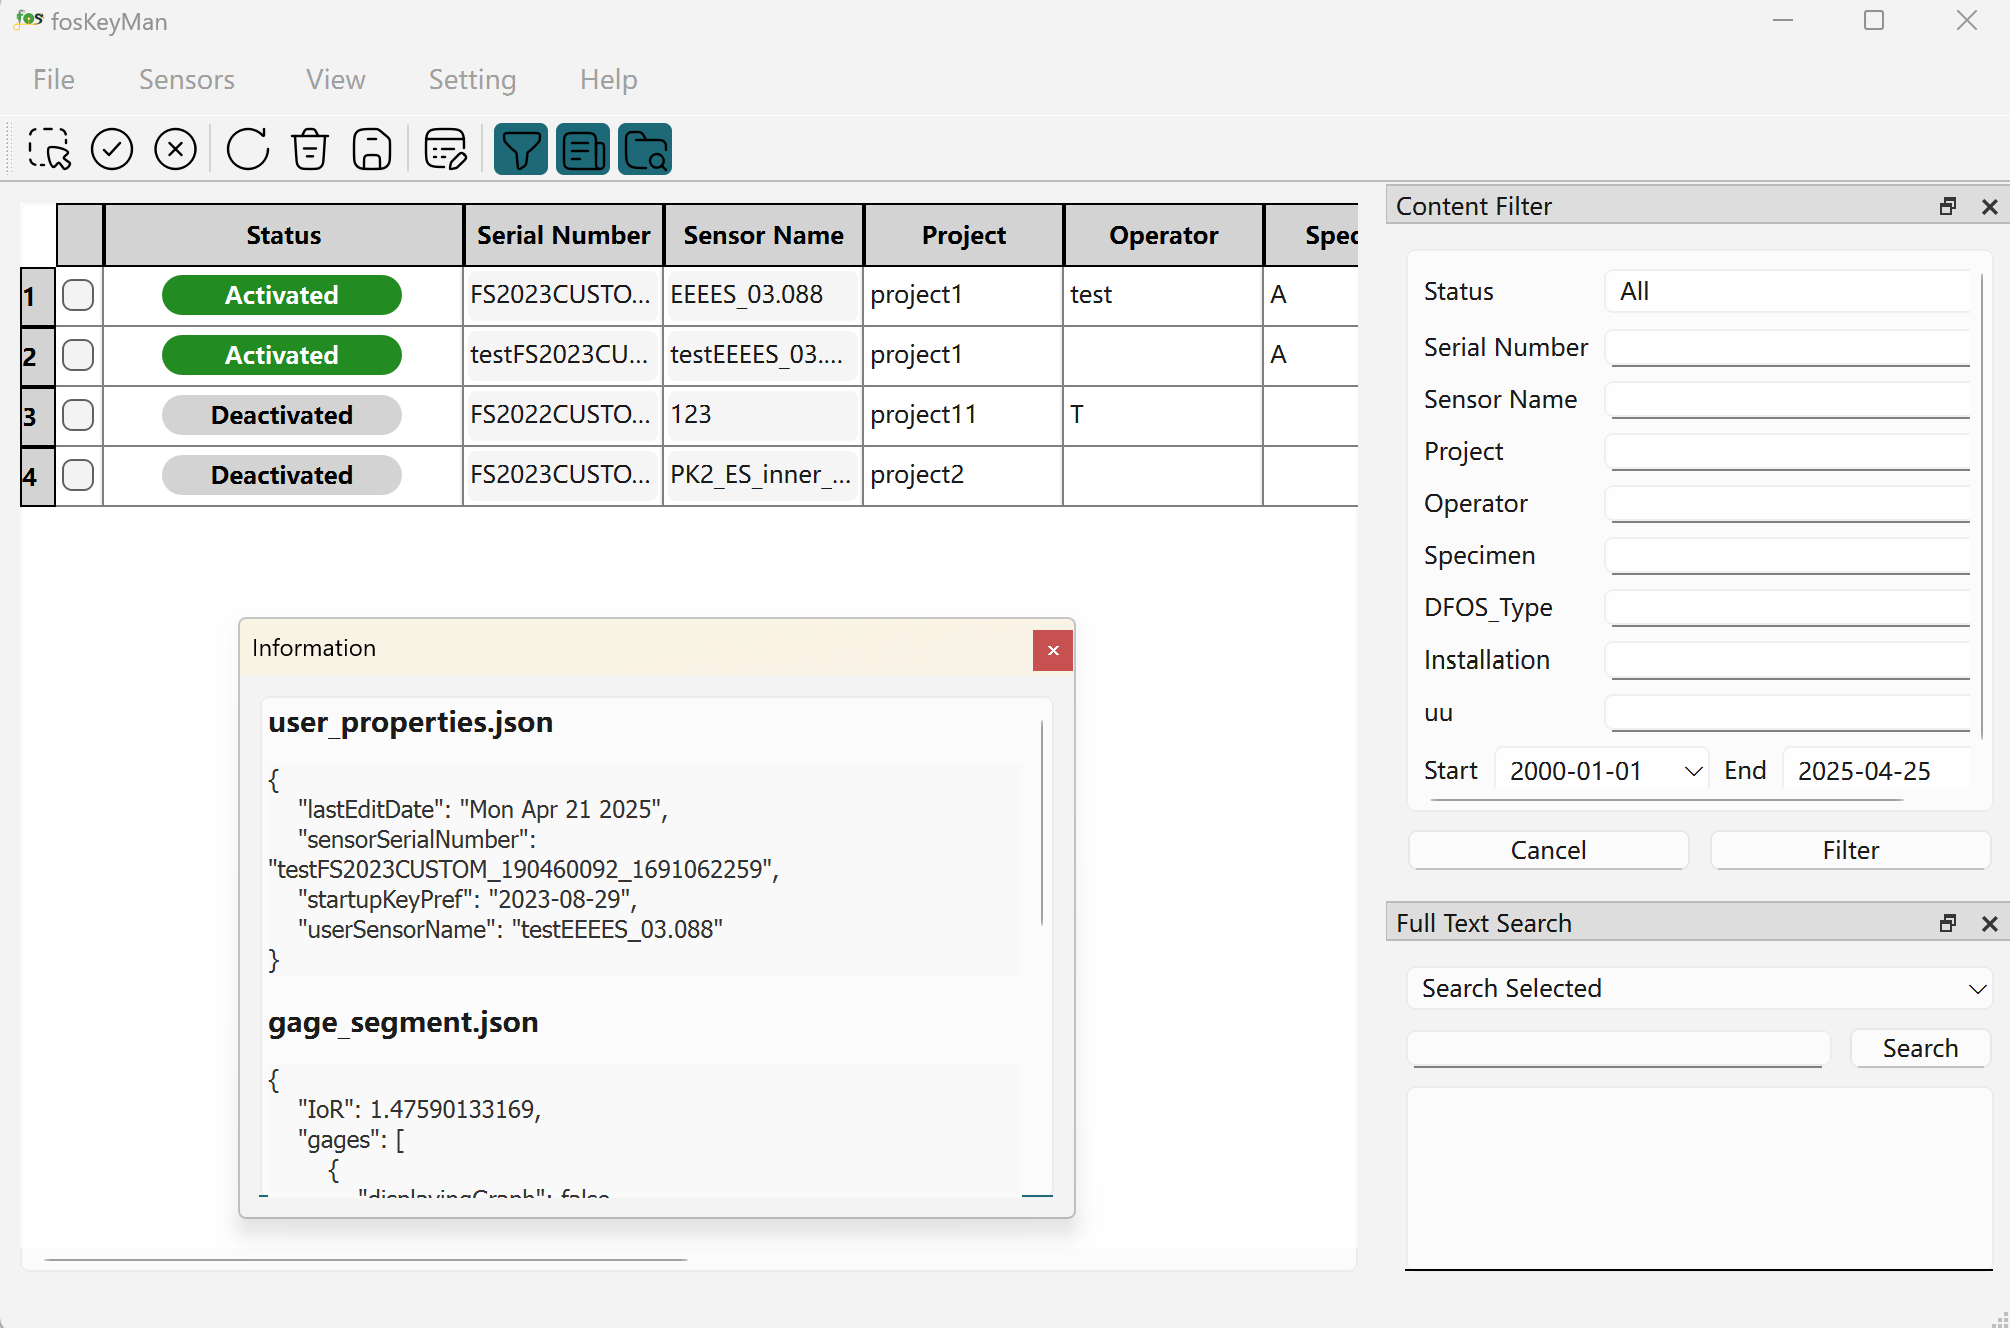 fos fosKeyMan
File Sensors View Setting Help
Status Serial Number Sensor Name Project Operator Spec
1 Activated FS2023CUSTO... EEEES_03.088 project1 test A
2 Activated testFS2023CU... testEEEES_03.... project1 A
3 Deactivated FS2022CUSTO... 123 project11 T
4 Deactivated FS2023CUSTO... PK2_ES_inner_... project2
Information
user_properties.json
{
"lastEditDate": "Mon Apr 21 2025",
"sensorSerialNumber":
"testFS2023CUSTOM_190460092_1691062259",
"startupKeyPref": "2023-08-29",
"userSensorName": "testEEEES_03.088"
}
gage_segment.json
{
"IoR": 1.47590133169,
"gages": [
{
"displayingGraph": false
Content Filter
Status All
Serial Number
Sensor Name
Project
Operator
Specimen
DFOS_Type
Installation
uu
Start 2000-01-01 End 2025-04-25
Cancel Filter
Full Text Search
Search Selected
Search